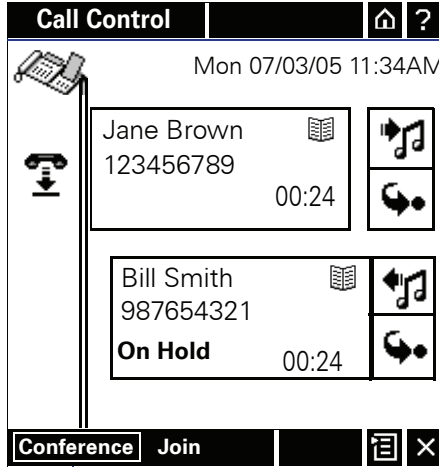 Call Control ?
Mon 07/03/05 11:34AM
Jane Brown
123456789
00:24
Bill Smith
987654321
On Hold 00:24
Conference Join